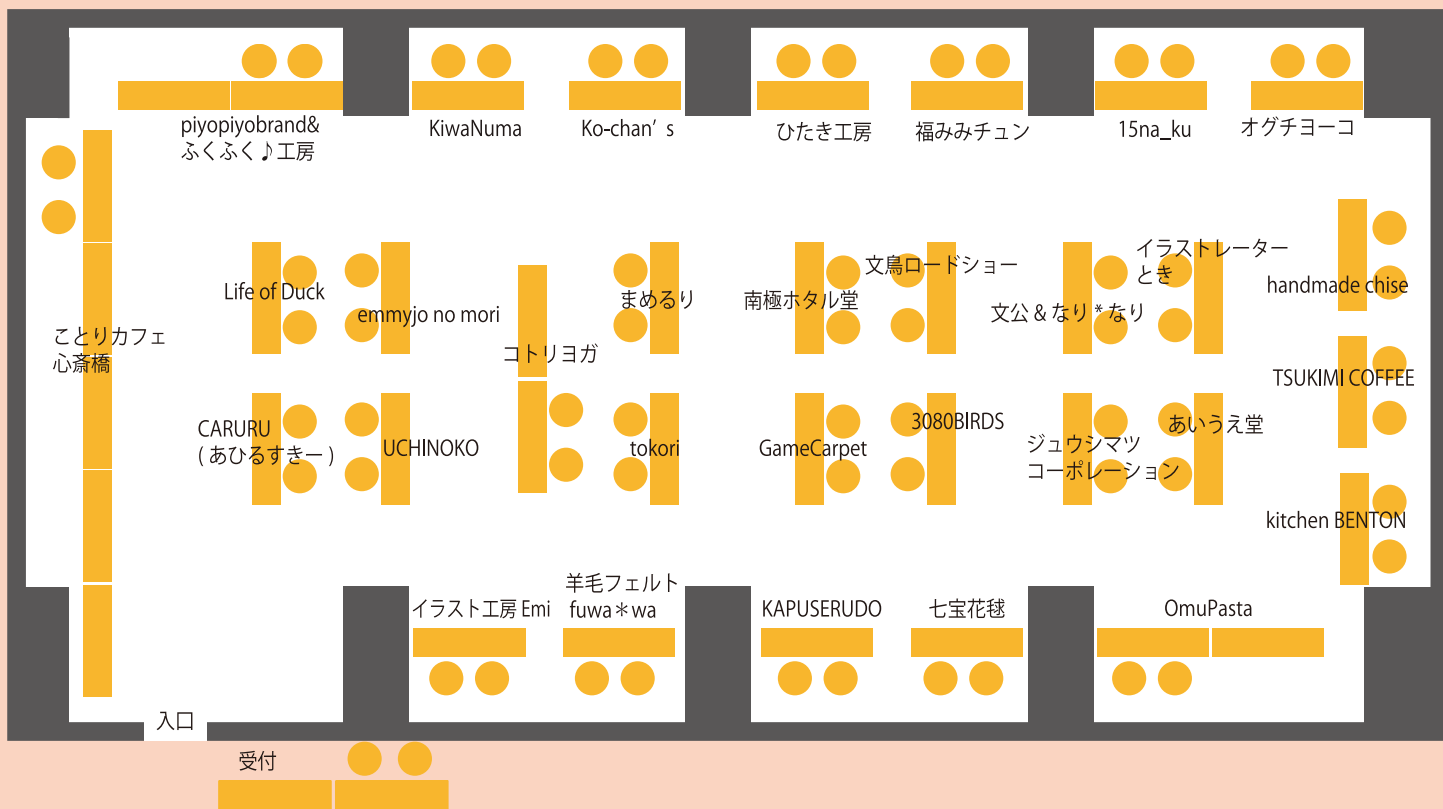 piyopiyobrand&
ふくふく♪工房
KiwaNuma
Ko-chan’s
ひたき工房
福みみチュン
15na_ku
オグチヨーコ
ことりカフェ
心斎橋
Life of Duck
emmyjo no mori
コトリヨガ
まめるり
南極ホタル堂
文鳥ロードショー
文公 & なり * なり
イラストレーター
とき
handmade chise
TSUKIMI COFFEE
CARURU
( あひるすきー )
UCHINOKO
tokori
GameCarpet
3080BIRDS
ジュウシマツ
コーポレーション
あいうえ堂
kitchen BENTON
イラスト工房 Emi
羊毛フェルト
fuwa＊wa
KAPUSERUDO
七宝花毬
OmuPasta
入口
受付